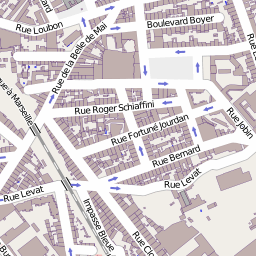 Boulevard Boyer
Rue Loubon
Rue de la Belle de Mai
Rue Roger Schiaffini
Rue Jobin
Rue Fortuné Jourdan
Rue Bernard
Rue Levat
Rue Levat
Impasse Bleue
à Marseille